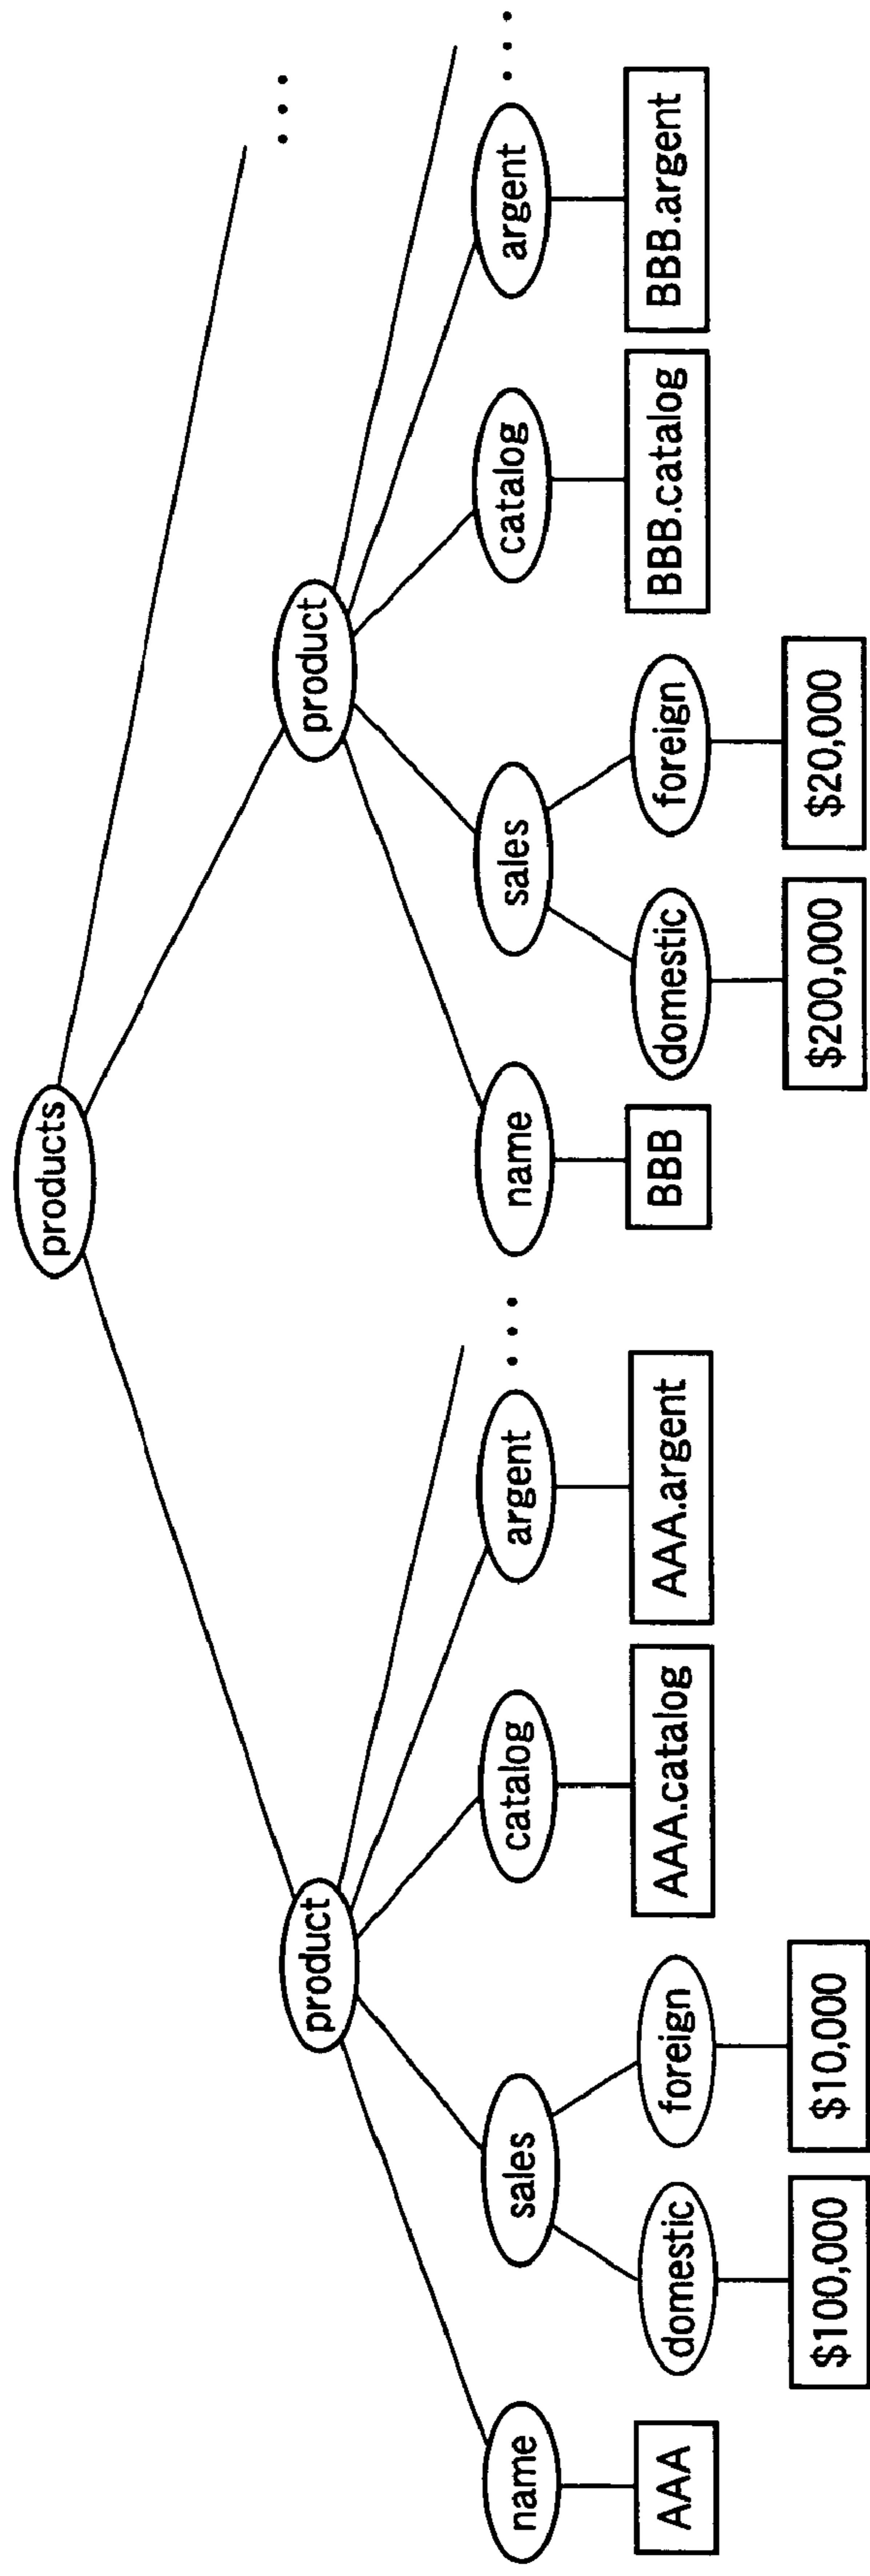 products
...
product
product
name
sales
catalog
argent
...
name
sales
catalog
argent
...
AAA
domestic
foreign
AAA.catalog
AAA.argent
BBB
domestic
foreign
BBB.catalog
BBB.argent
$100,000
$10,000
$200,000
$20,000